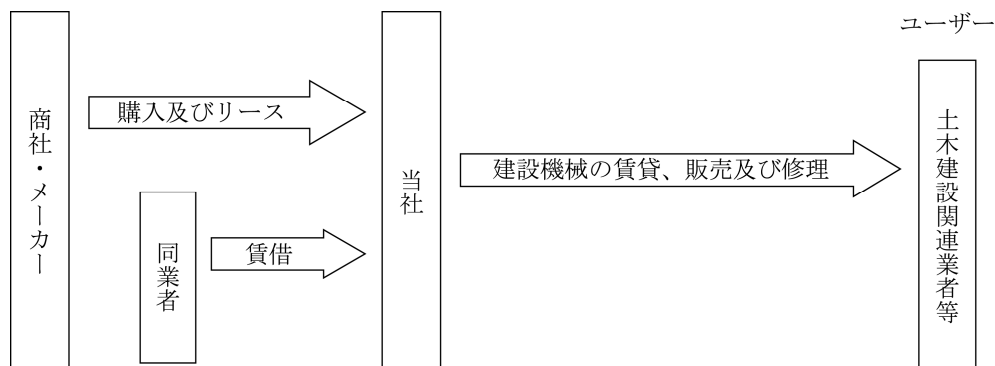 ユーザー
商社・メーカー
購入及びリース
同業者
賃借
当社
建設機械の賃貸、販売及び修理
土木建設関連業者等